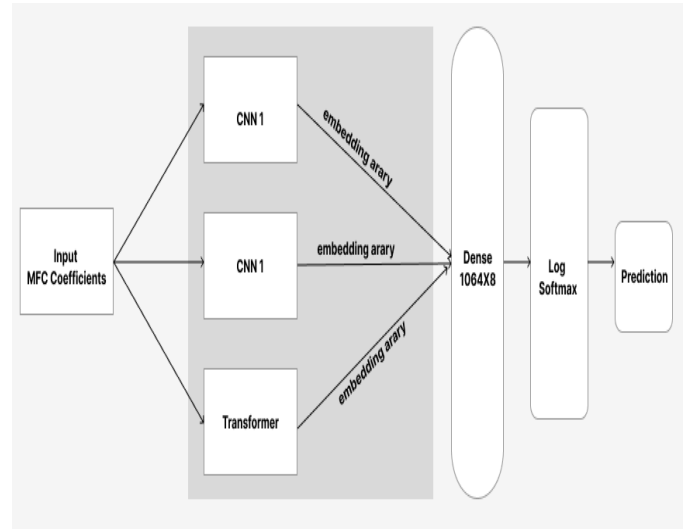 Input
MFC Coefficients
CNN 1
embedding arary
CNN 1
embedding arary
Transformer
embedding arary
Dense
1064X8
Log
Softmax
Prediction